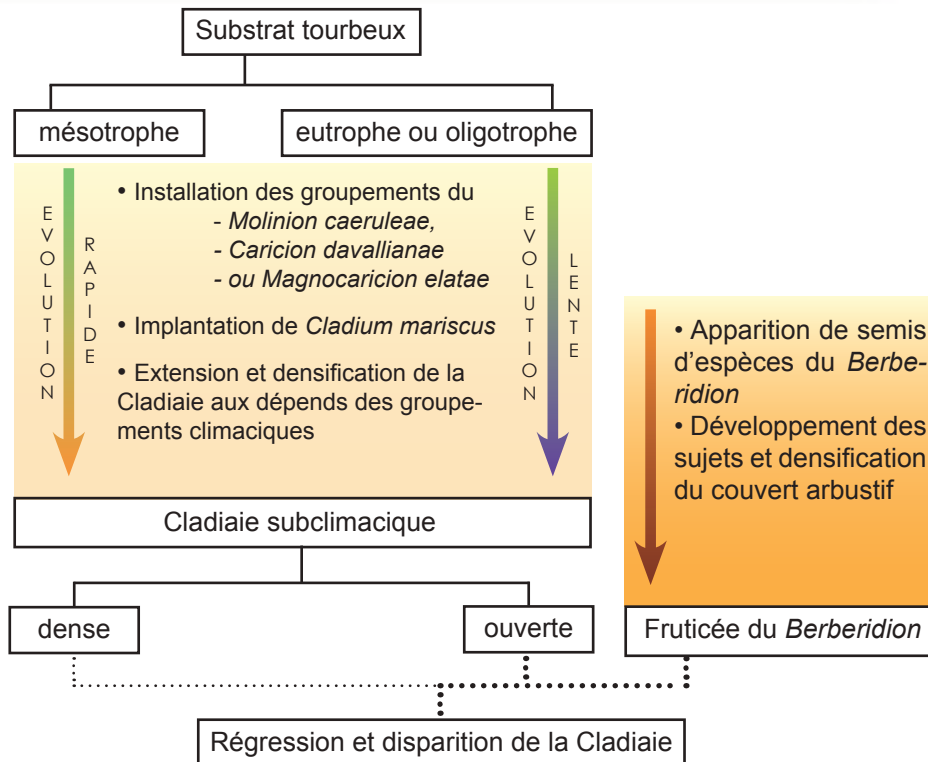 Substrat tourbeux
mésotrophe
eutrophe ou oligotrophe
EVOLUTION
RAPIDE
• Installation des groupements du
- Molinion caeruleae,
- Caricion davallianae
- ou Magnocaricion elatae
• Implantation de Cladium mariscus
• Extension et densification de la
Cladiaie aux dépends des groupe-
ments climaciques
EVOLUTION
LENTE
• Apparition de semis
d'espèces du Berbe-
ridion
• Développement des
sujets et densification
du couvert arbustif
Cladiaie subclimacique
dense
ouverte
Fruticée du Berberidion
Régression et disparition de la Cladiaie